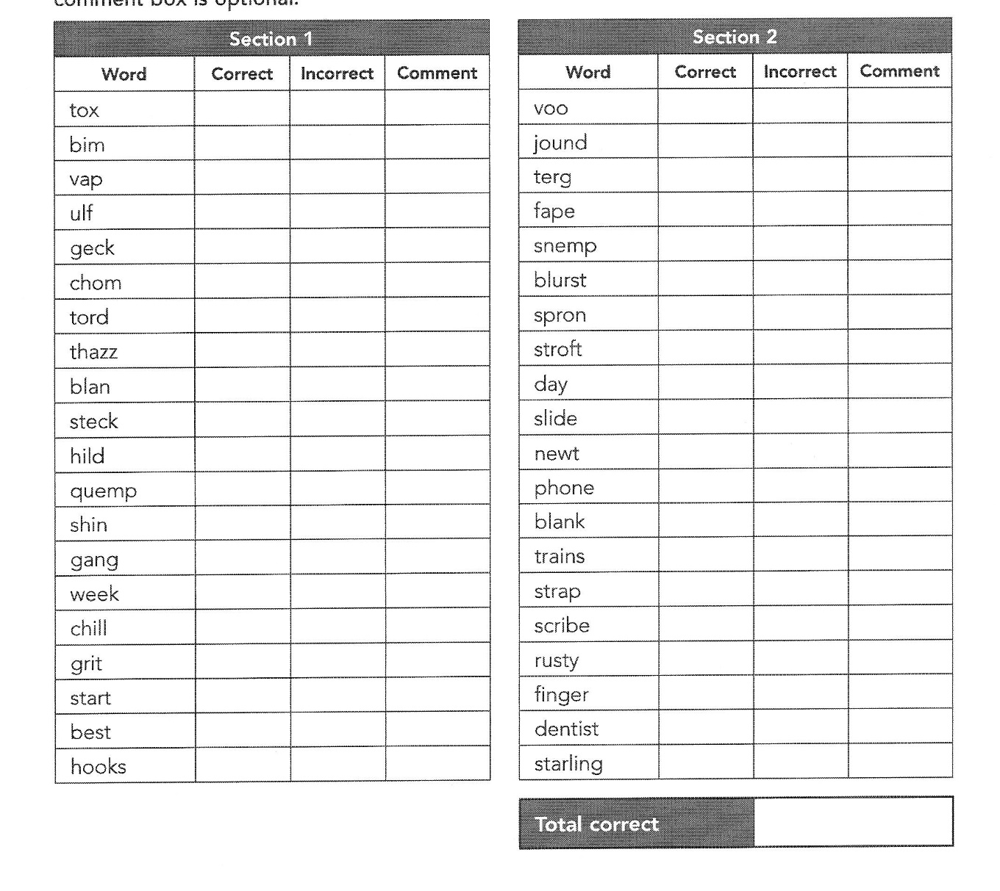 comment box is optional.
Section 1
Word Correct Incorrect Comment
tox
bim
vap
ulf
geck
chom
tord
thazz
blan
steck
hild
quemp
shin
gang
week
chill
grit
start
best
hooks
Section 2
Word Correct Incorrect Comment
voo
jound
terg
fape
snemp
blurst
spron
stroft
day
slide
newt
phone
blank
trains
strap
scribe
rusty
finger
dentist
starling
Total correct